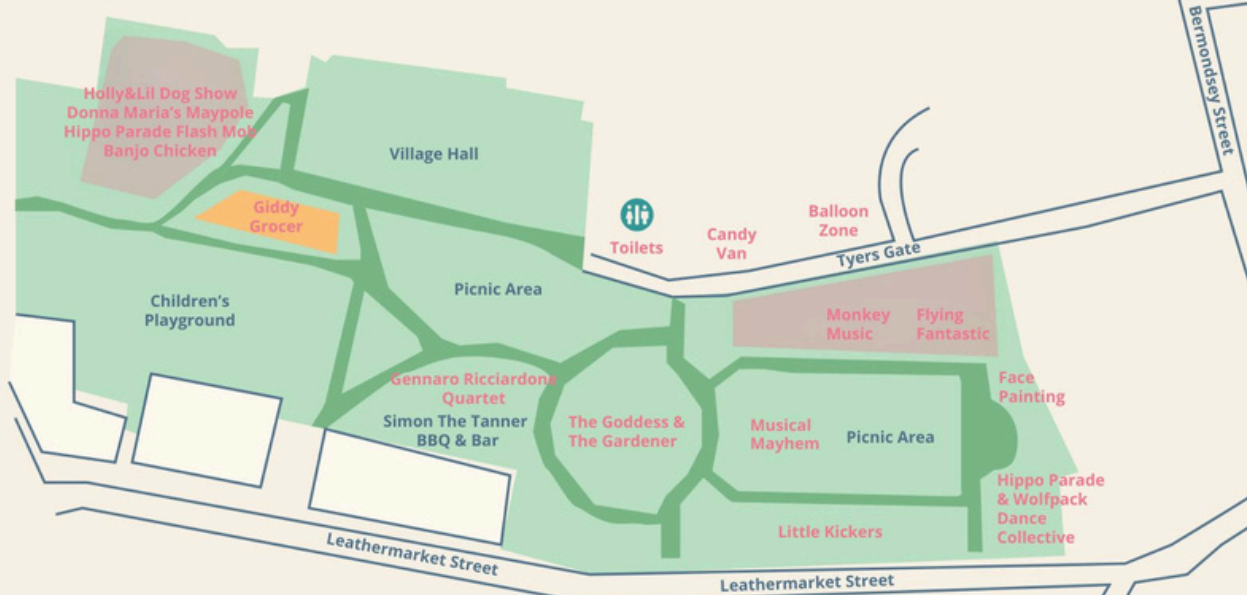 Bermondsey Street
Holly&Lil Dog Show
Donna Maria's Maypole
Hippo Parade Flash Mob
Banjo Chicken
Village Hall
Giddy
Grocer
Toilets
Candy
Van
Balloon
Zone
Tyers Gate
Children's
Playground
Picnic Area
Monkey
Music
Flying
Fantastic
Gennaro Ricciardone
Quartet
Simon The Tanner
BBQ & Bar
The Goddess &
The Gardener
Musical
Mayhem
Picnic Area
Face
Painting
Hippo Parade
& Wolfpack
Dance
Collective
Little Kickers
Leathermarket Street
Leathermarket Street